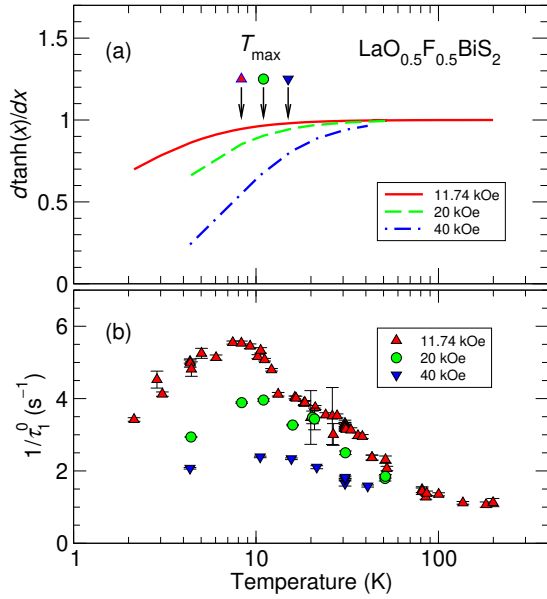 (a)
T_max
LaO_0.5F_0.5BiS_2
dtanh(x)/dx
1.5
1
0.5
0
11.74 kOe
20 kOe
40 kOe
(b)
11.74 kOe
20 kOe
40 kOe
1/τ_1^0 (s^-1)
6
4
2
0
1 10 100
Temperature (K)